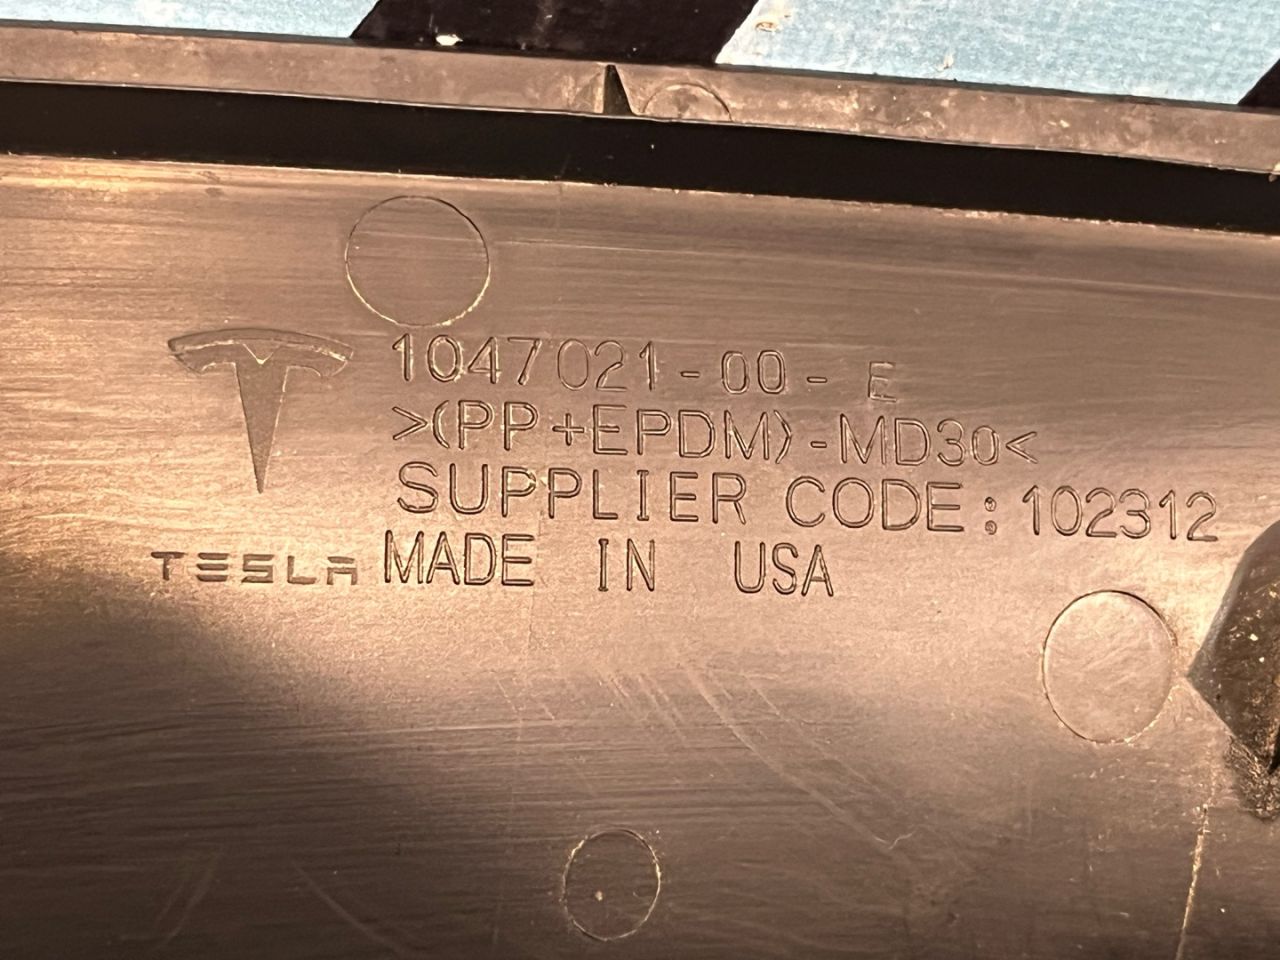 1047021-00-E
>(PP+EPDM)-MD30<
SUPPLIER CODE:102312
TESLA MADE IN USA